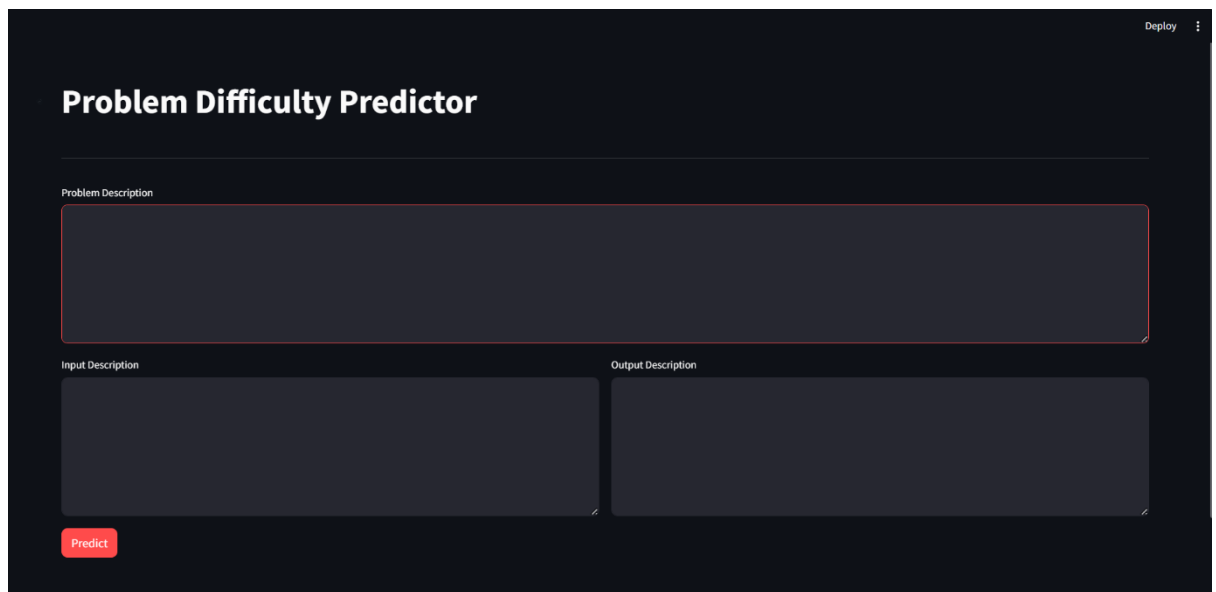 Deploy
Problem Difficulty Predictor
Problem Description
Input Description
Output Description
Predict